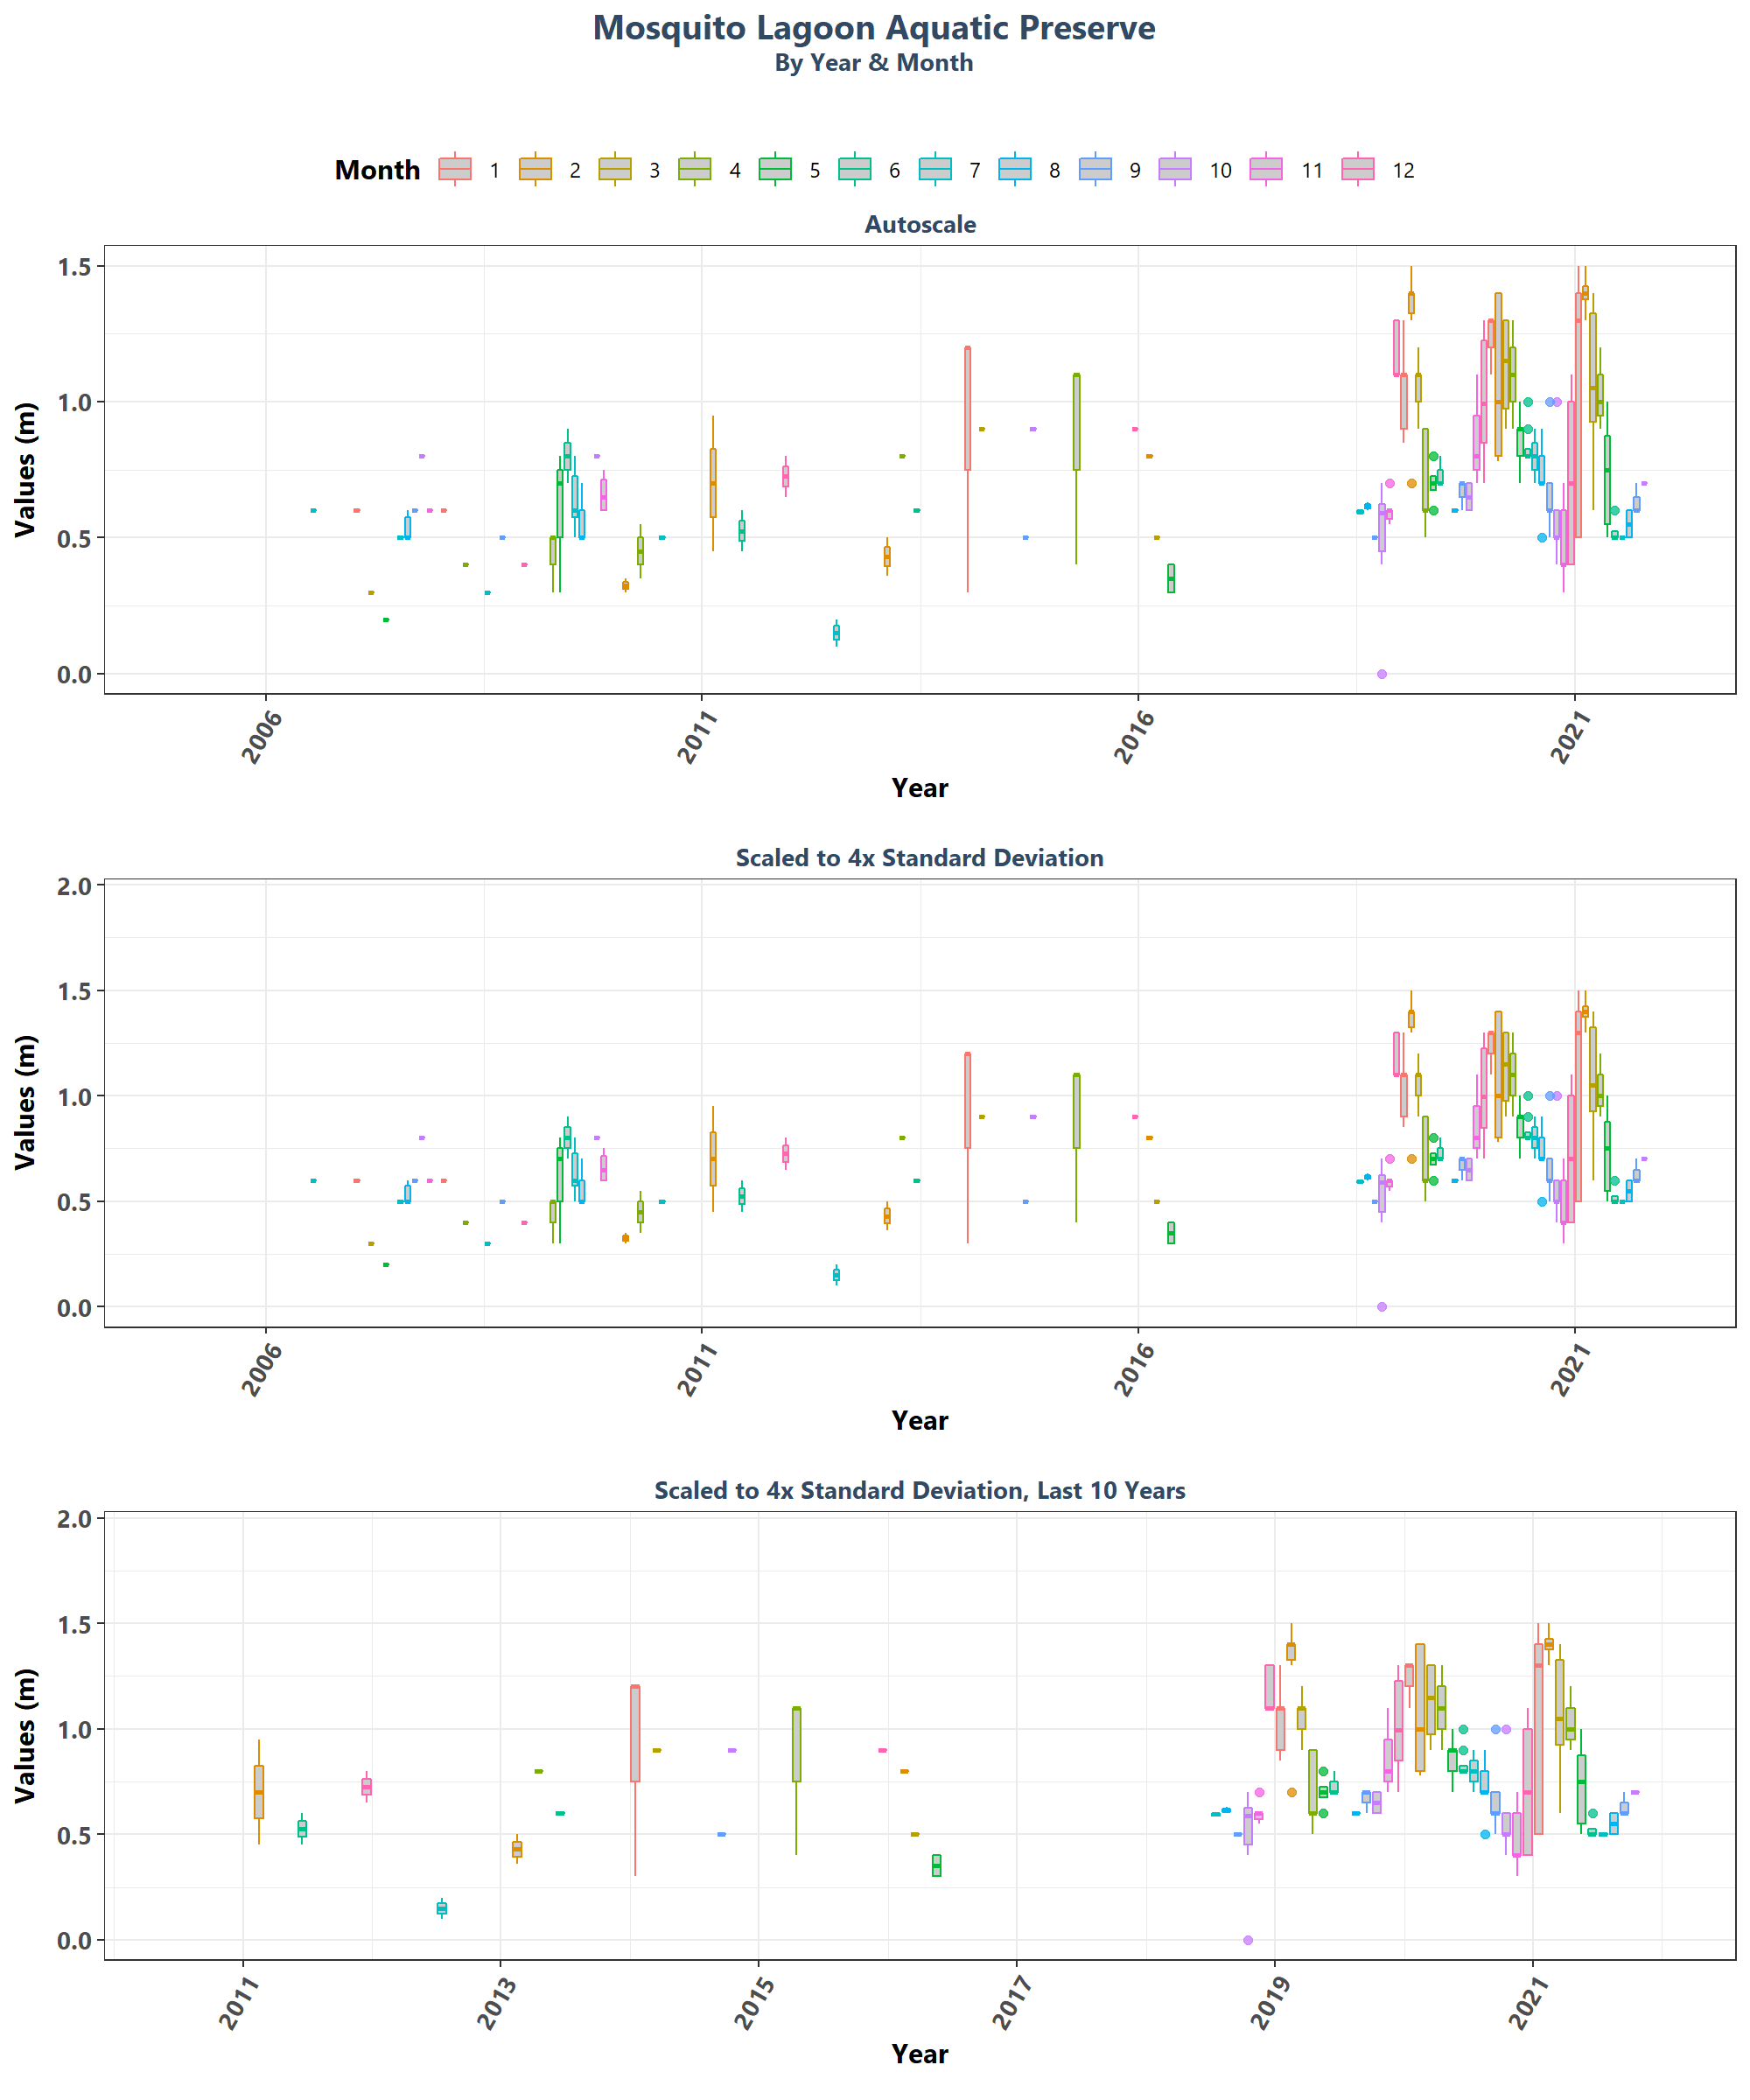 Mosquito Lagoon Aquatic Preserve
By Year & Month
Month 1 2 3 4 5 6 7 8 9 10 11 12
Autoscale
Values (m)
1.5
1.0
0.5
0.0
2006 2011 2016 2021
Year
Scaled to 4x Standard Deviation
Values (m)
2.0
1.5
1.0
0.5
0.0
2006 2011 2016 2021
Year
Scaled to 4x Standard Deviation, Last 10 Years
Values (m)
2.0
1.5
1.0
0.5
0.0
2011 2013 2015 2017 2019 2021
Year